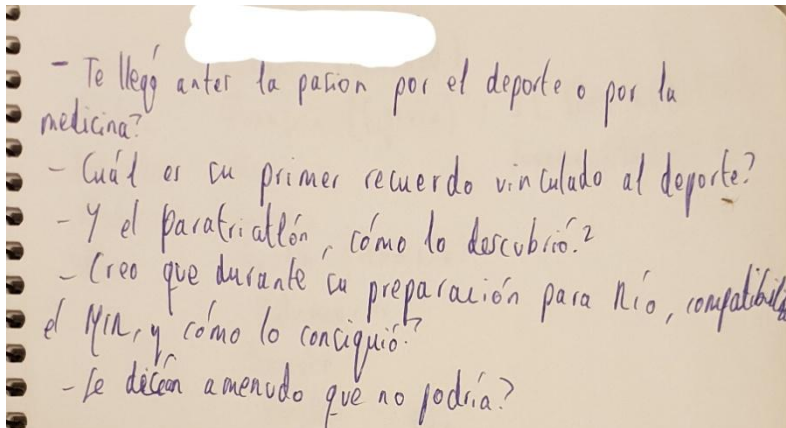 - Te llegó antes la pasion por el deporte o por la
medicina?
- Cuál es su primer recuerdo vinculado al deporte?
- Y el paratriatlón, cómo lo descubrió?
- Creo que durante su preparación para Río, compatibiliz
el MIR, y cómo lo conciguió?
- Le decían amenudo que no podría?